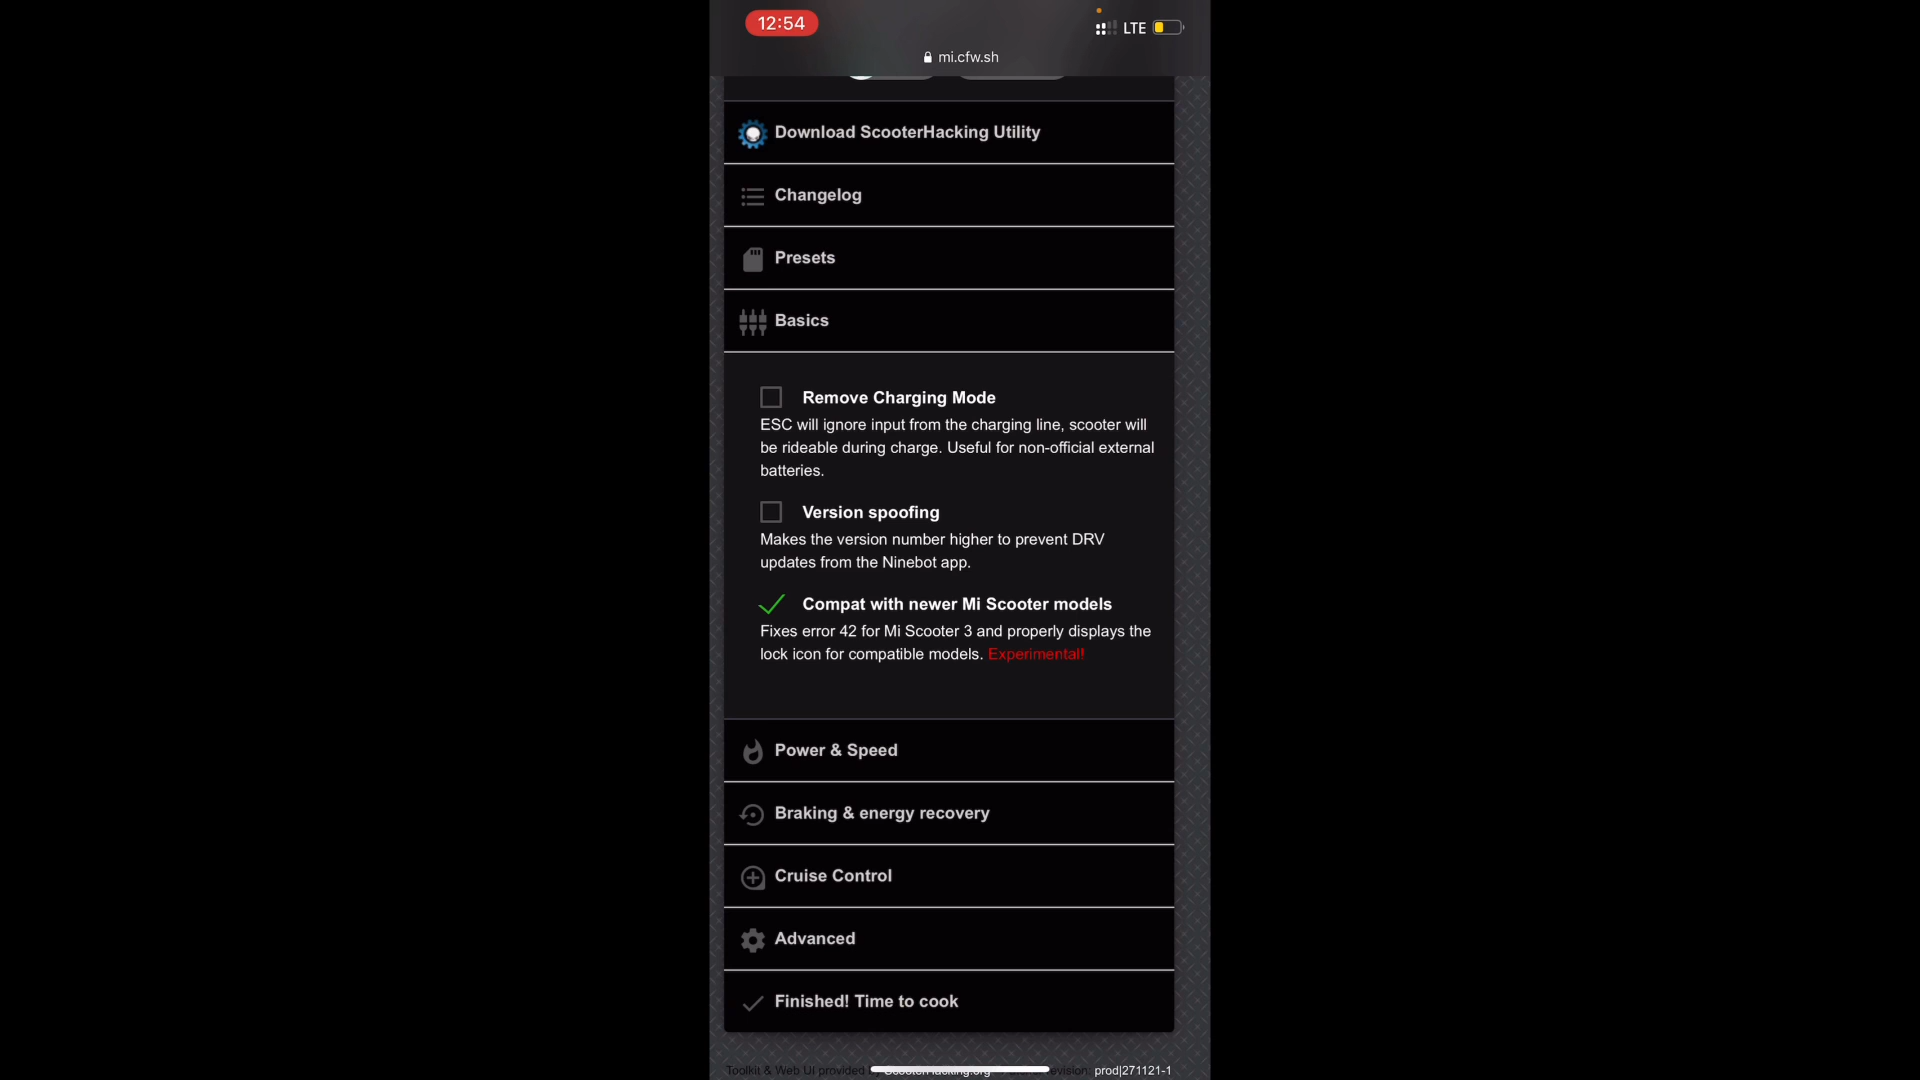 12:54
LTE
mi.cfw.sh
Download ScooterHacking Utility
Changelog
Presets
Basics
Remove Charging Mode
ESC will ignore input from the charging line, scooter will
be rideable during charge. Useful for non-official external
batteries.
Version spoofing
Makes the version number higher to prevent DRV
updates from the Ninebot app.
Compat with newer Mi Scooter models
Fixes error 42 for Mi Scooter 3 and properly displays the
lock icon for compatible models. Experimental!
Power & Speed
Braking & energy recovery
Cruise Control
Advanced
Finished! Time to cook
Toolkit & Web UI provided ScooterHacking.org revision: prod|271121-1